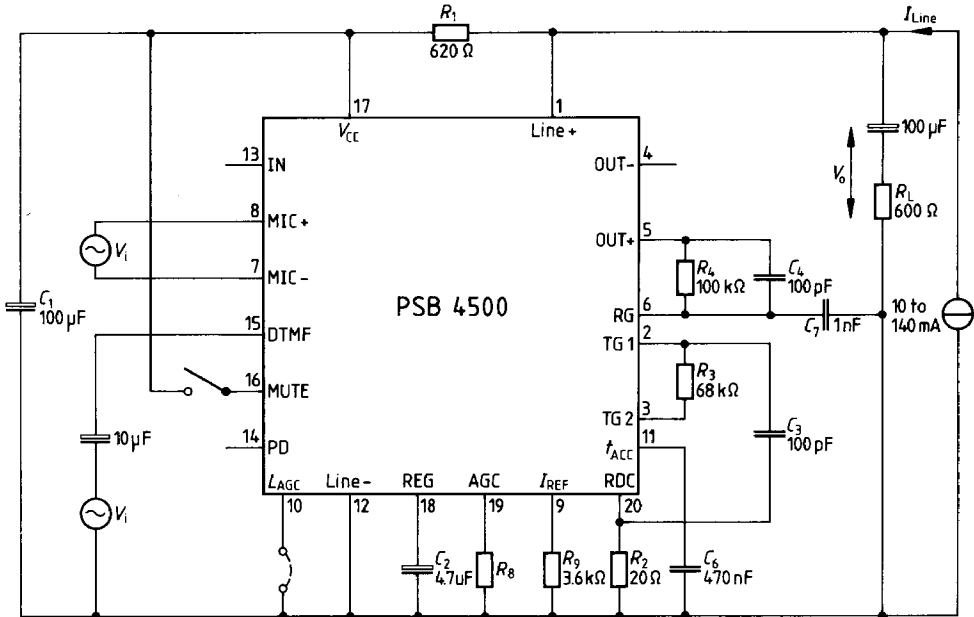 R1
620 Ω
ILine
17
1
VCC
Line+
100 µF
13
IN
OUT-
4
Vo
RL
600 Ω
8
MIC+
Vi
7
MIC-
5
OUT+
R4
100 kΩ
C4
100 pF
C1
100 µF
PSB 4500
RG
6
C7
1 nF
10 to
140 mA
15
DTMF
TG 1
2
R3
68 kΩ
16
MUTE
TG 2
3
C3
100 pF
10 µF
14
PD
tACC
11
LAGC
Line-
REG
AGC
IREF
RDC
10
12
18
19
9
20
Vi
C2
4.7uF
R8
R9
3.6 kΩ
R2
20 Ω
C6
470 nF